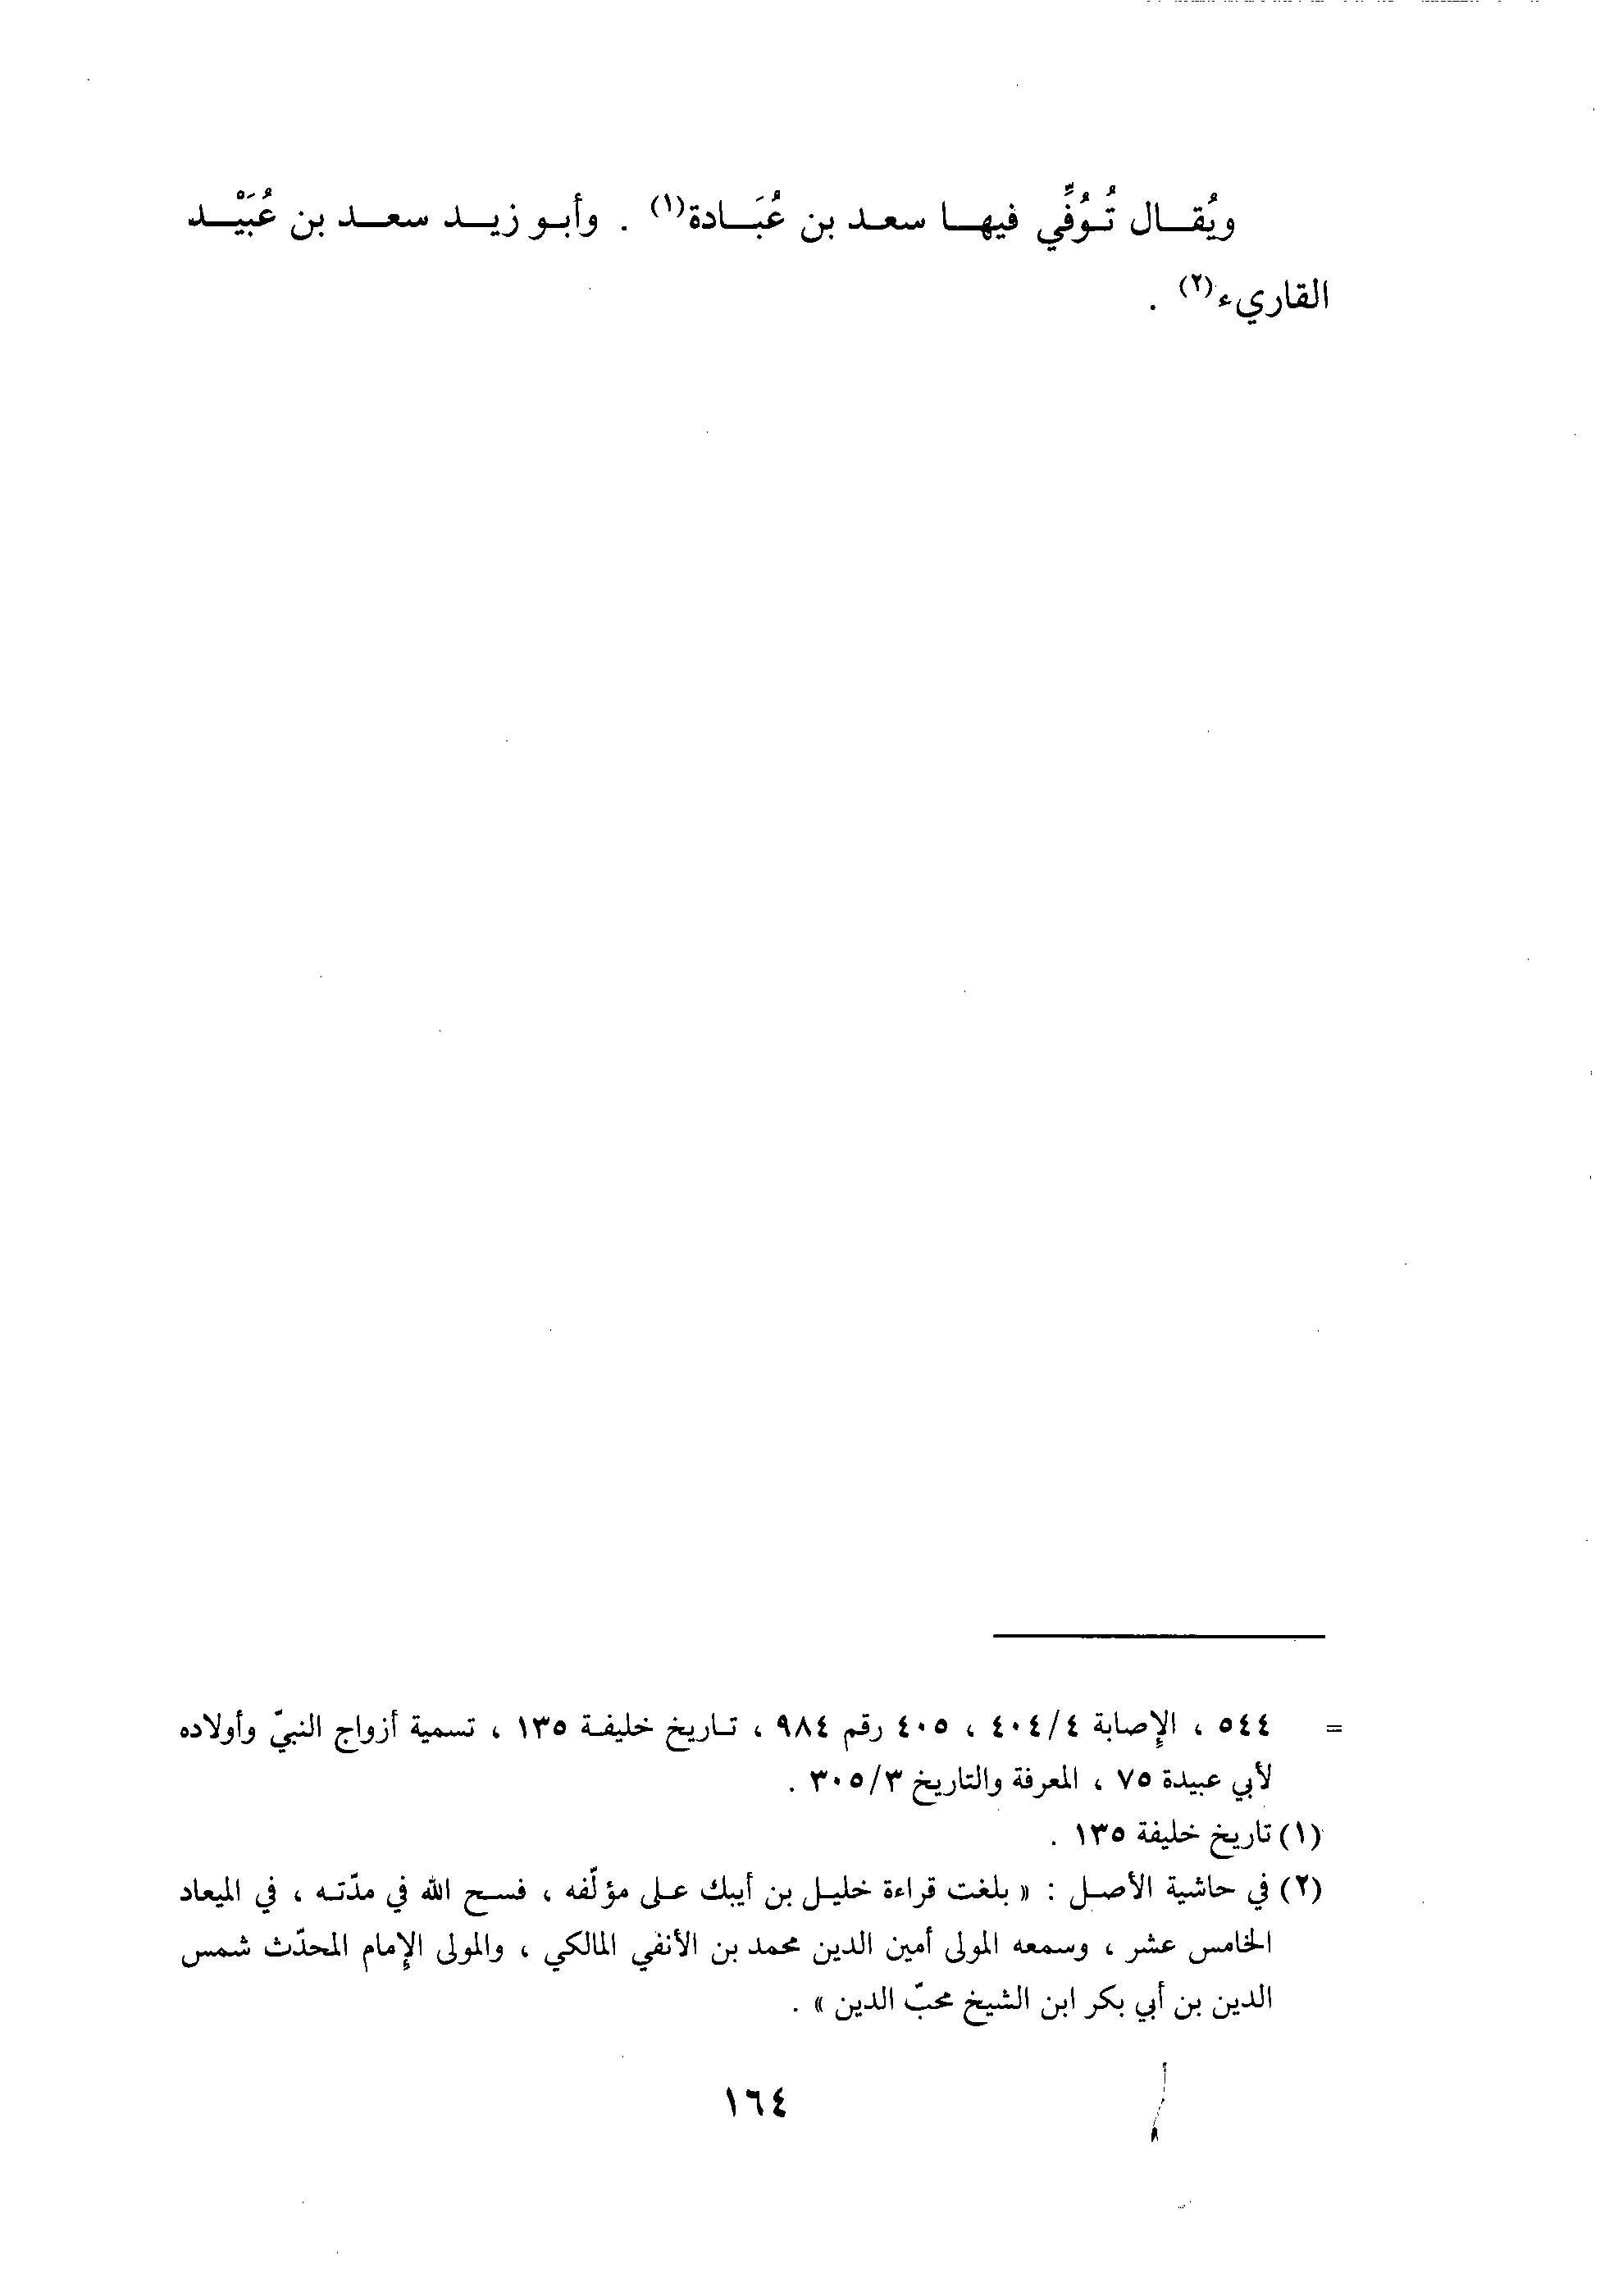 ويُقال تُوُفِّي فيها سعد بن عُبَادة(١) . وأبو زيد سعد بن عُبَيْد
القاريء(٢) .
= ٥٤٤ ، الإِصابة ٤/٤٠٤ ، ٤٠٥ رقم ٩٨٤ ، تاريخ خليفة ١٣٥ ، تسمية أزواج النبيّ وأولاده
لأبي عبيدة ٧٥ ، المعرفة والتاريخ ٣/٣٠٥ .
(١) تاريخ خليفة ١٣٥ .
(٢) في حاشية الأصل : « بلغت قراءة خليل بن أيبك على مؤلّفه ، فسح الله في مدّته ، في الميعاد
الخامس عشر ، وسمعه المولى أمين الدين محمد بن الأنفي المالكي ، والمولى الإِمام المحدّث شمس
الدين بن أبي بكر ابن الشيخ محبّ الدين » .
١٦٤